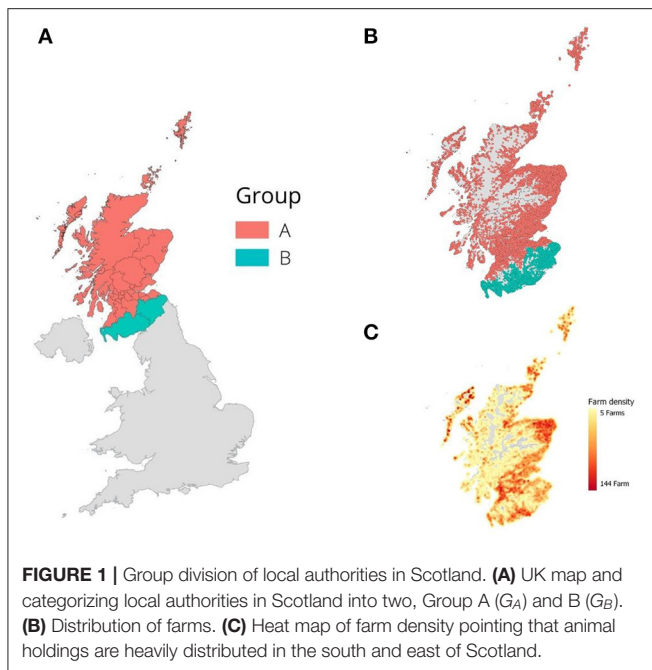 A
B
Group
A
B
C
Farm density
5 Farms
144 Farm
FIGURE 1 | Group division of local authorities in Scotland. (A) UK map and
categorizing local authorities in Scotland into two, Group A (GA) and B (GB).
(B) Distribution of farms. (C) Heat map of farm density pointing that animal
holdings are heavily distributed in the south and east of Scotland.